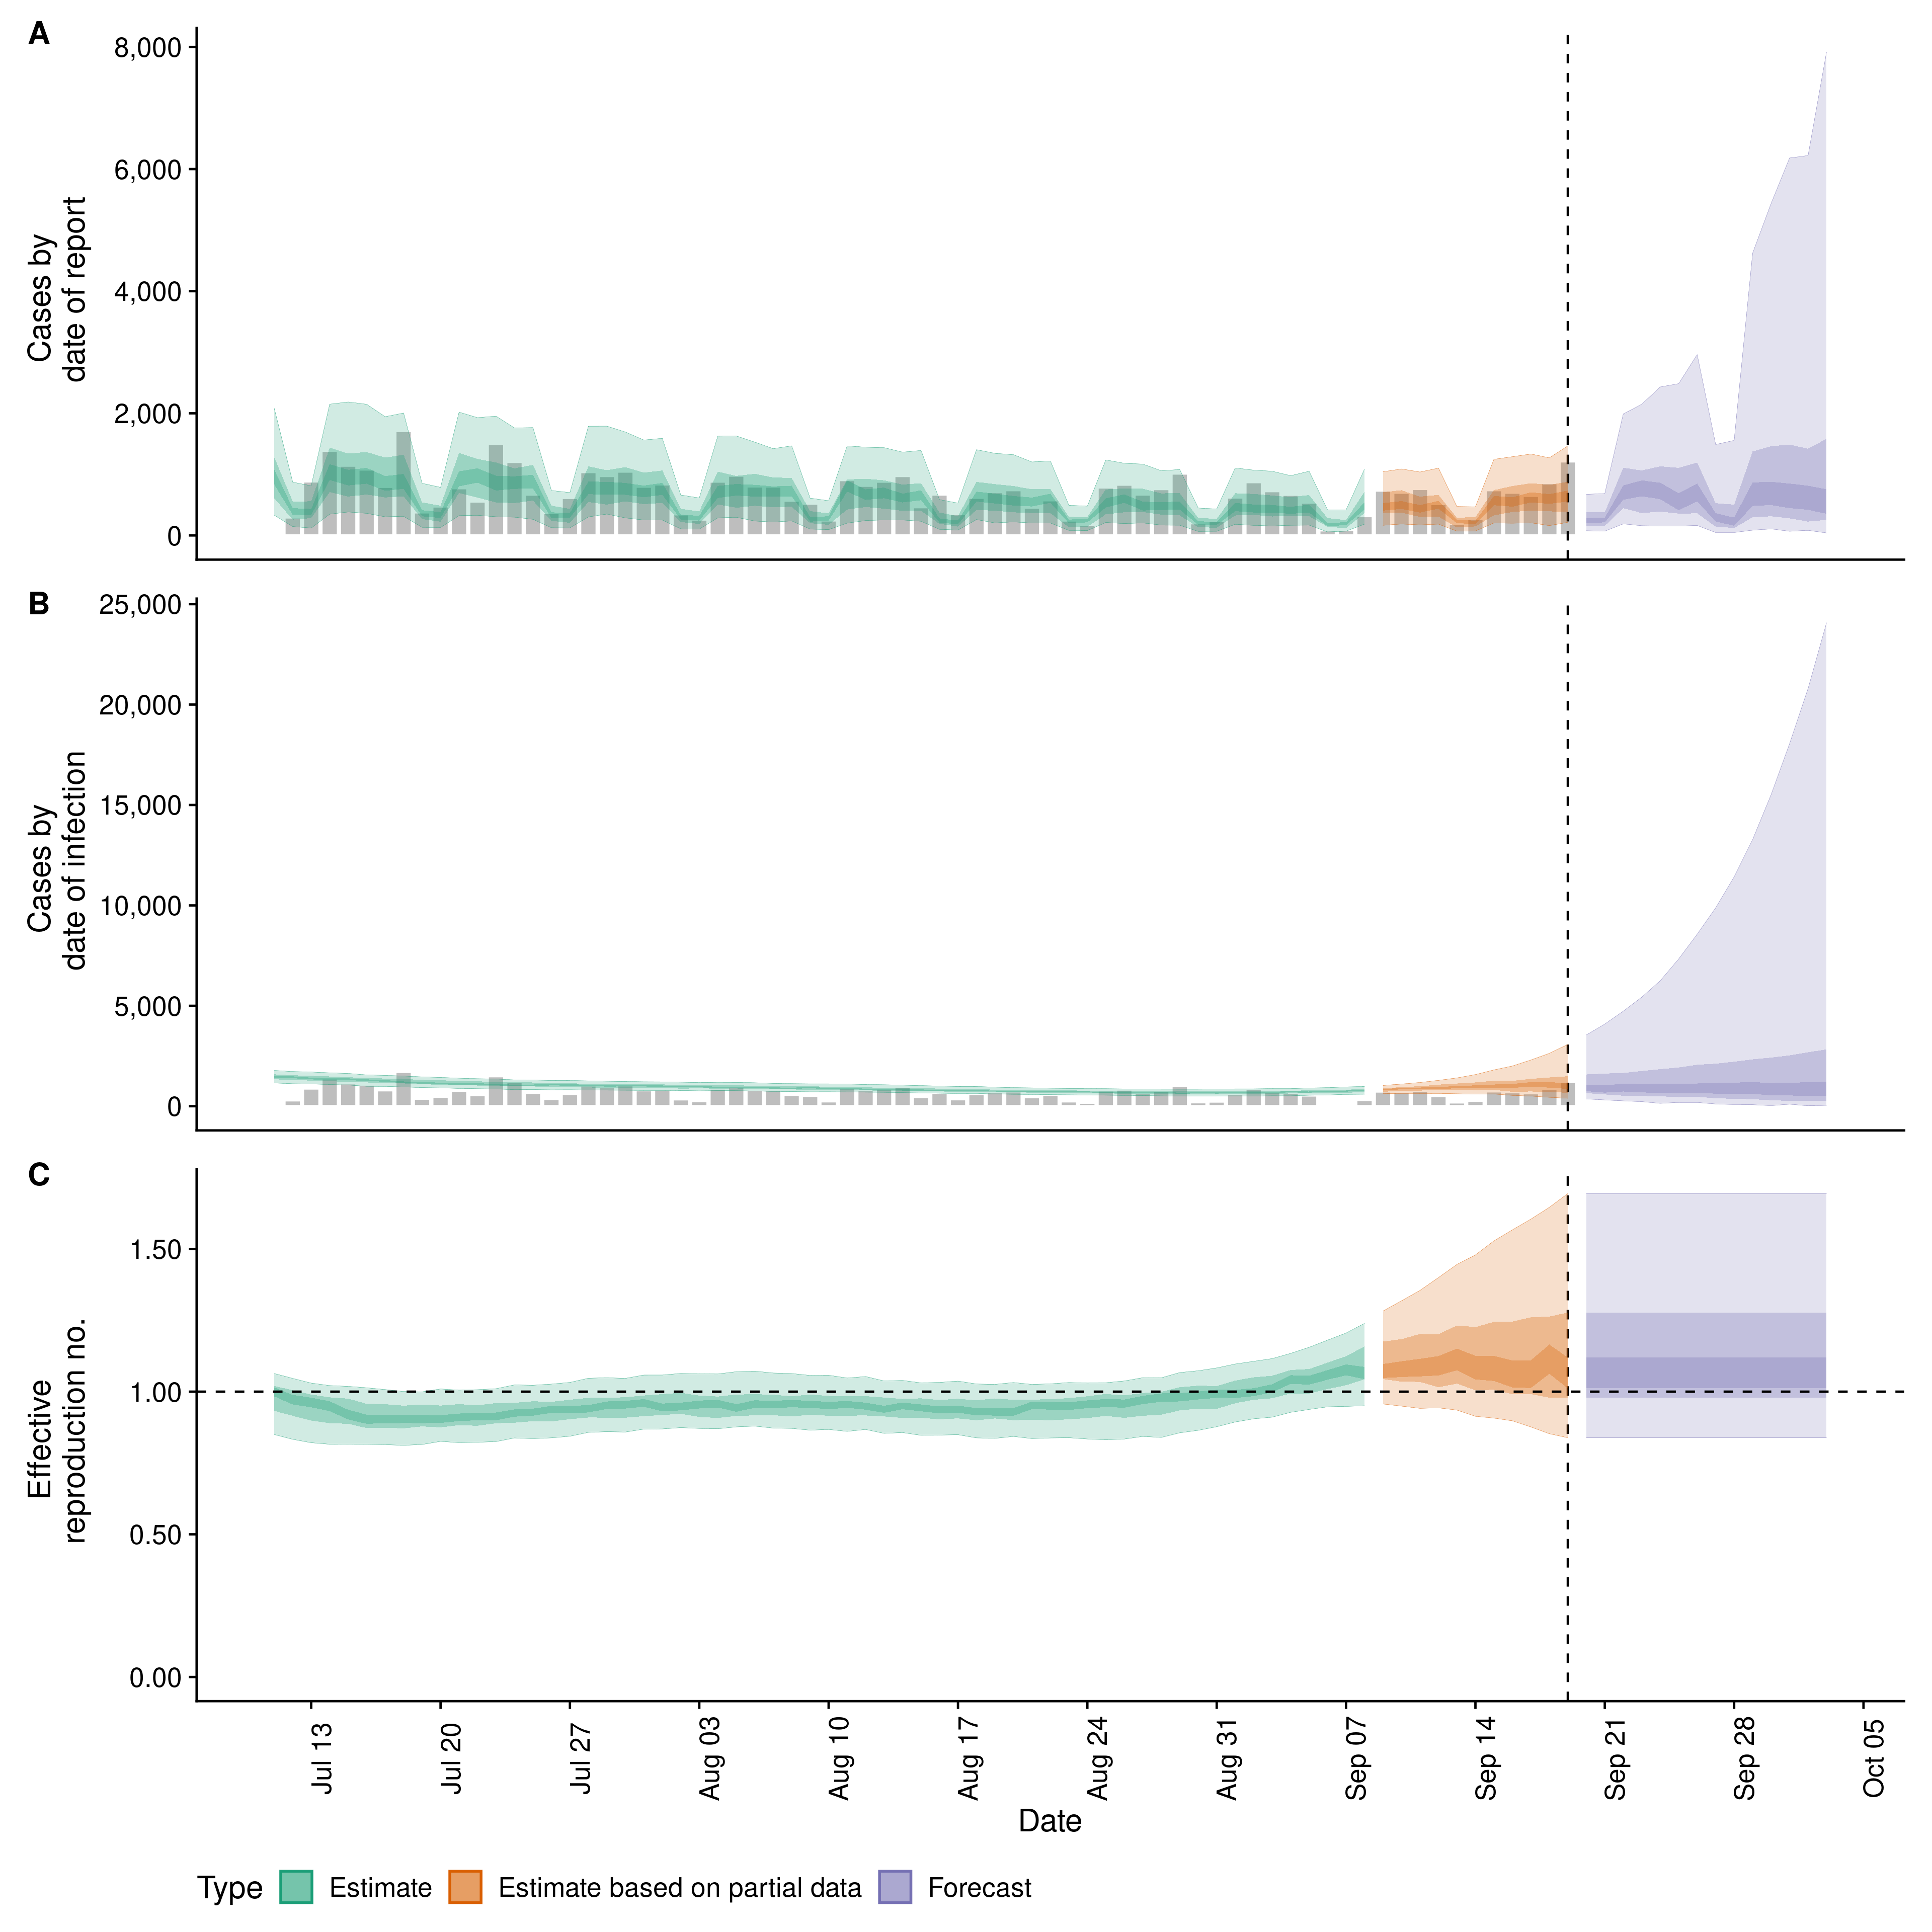 A
8,000
6,000
4,000
2,000
0
Cases by
date of report
B
25,000
20,000
15,000
10,000
5,000
0
Cases by
date of infection
C
1.50
1.00
0.50
0.00
Effective
reproduction no.
Jul 13
Jul 20
Jul 27
Aug 03
Aug 10
Aug 17
Aug 24
Aug 31
Sep 07
Sep 14
Sep 21
Sep 28
Oct 05
Date
Type Estimate Estimate based on partial data Forecast